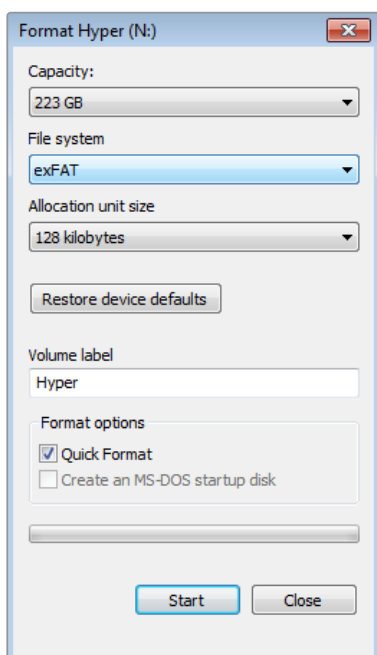 Format Hyper (N:)
Capacity:
223 GB
File system
exFAT
Allocation unit size
128 kilobytes
Restore device defaults
Volume label
Hyper
Format options
Quick Format
Create an MS-DOS startup disk
Start
Close